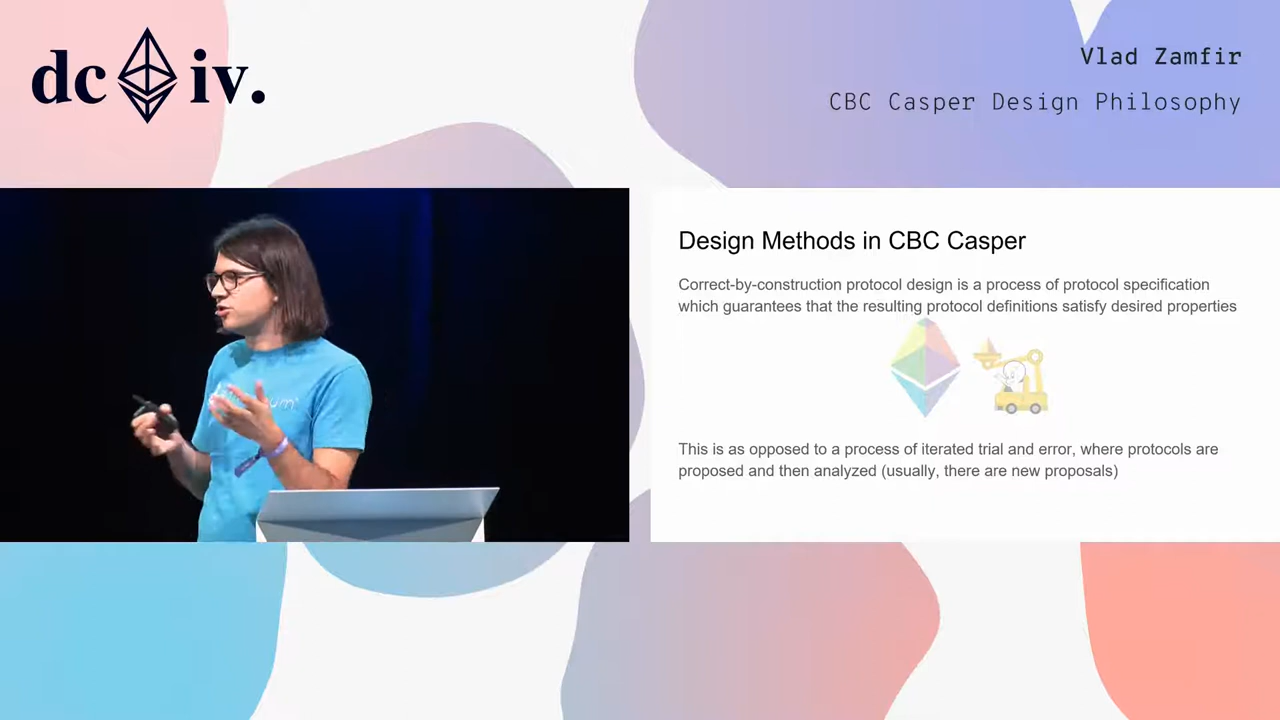 dc iv.
Vlad Zamfir
CBC Casper Design Philosophy
Design Methods in CBC Casper
Correct-by-construction protocol design is a process of protocol specification
which guarantees that the resulting protocol definitions satisfy desired properties
This is as opposed to a process of iterated trial and error, where protocols are
proposed and then analyzed (usually, there are new proposals)